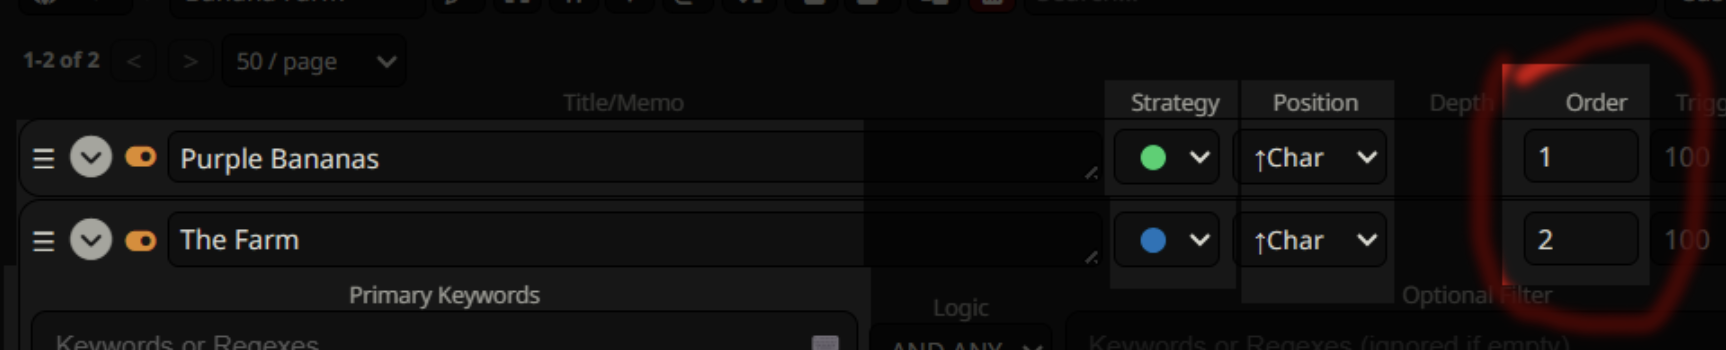 1-2 of 2 < > 50 / page
Title/Memo Strategy Position Depth Order
Purple Bananas ↑Char 1 100
The Farm ↑Char 2 100
Primary Keywords Logic Optional Filter
Keywords or Regexes AND ANY Keywords or Regexes (ignored if empty)